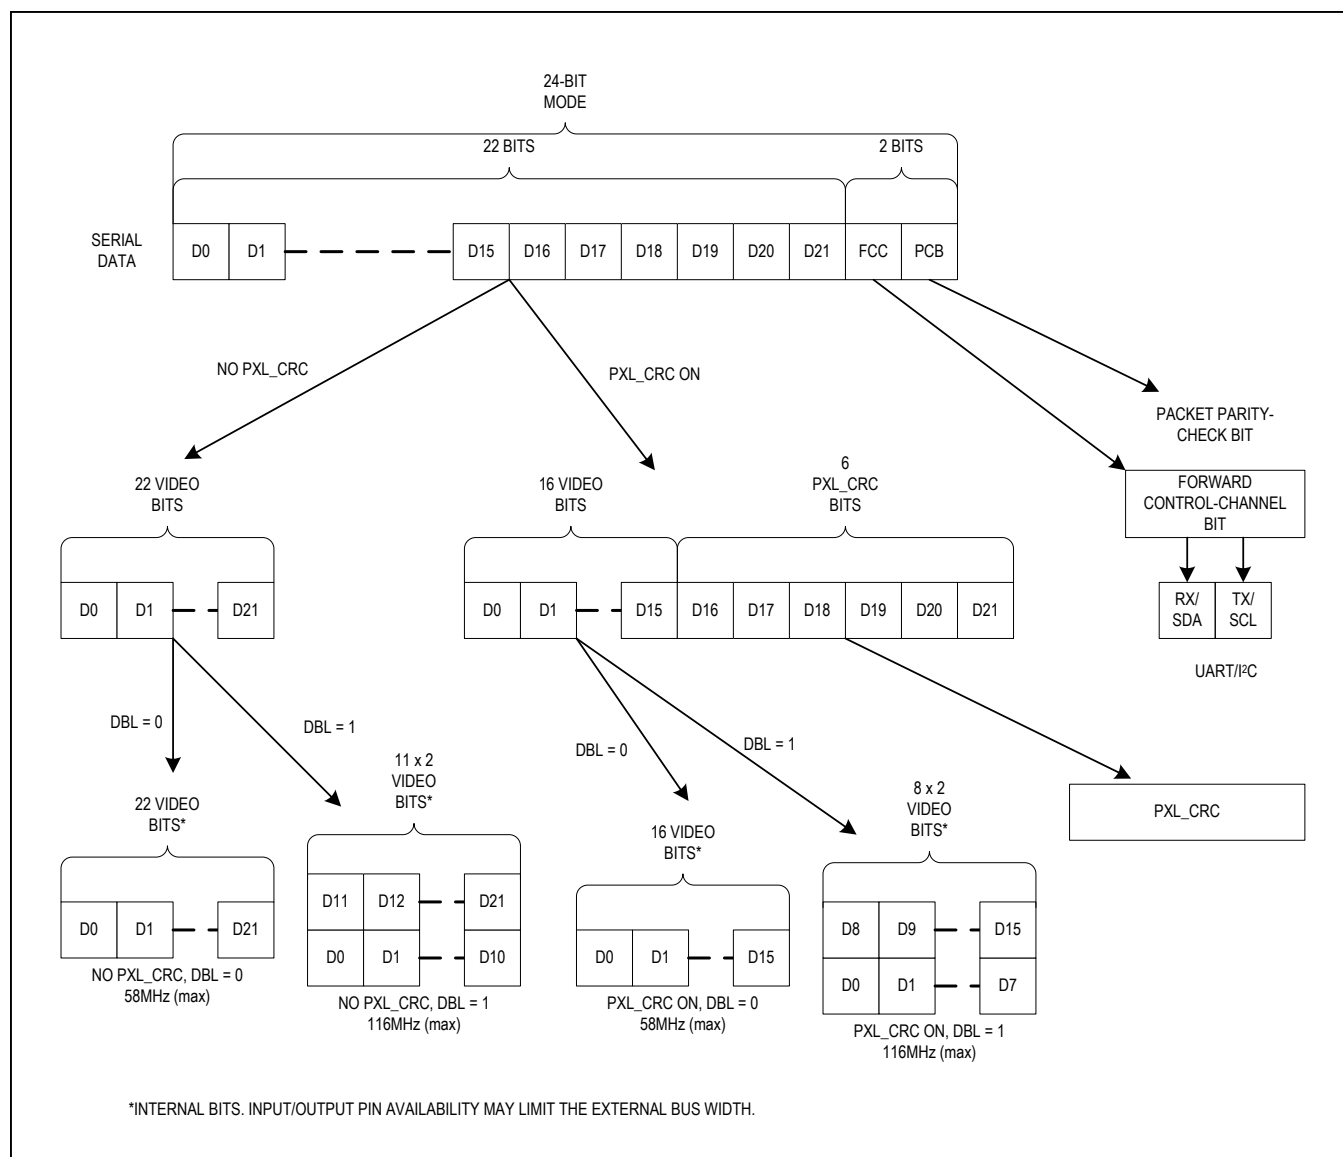 24-BIT
MODE
22 BITS
2 BITS
SERIAL
DATA
D0 D1 D15 D16 D17 D18 D19 D20 D21 FCC PCB
NO PXL_CRC
PXL_CRC ON
PACKET PARITY-
CHECK BIT
22 VIDEO
BITS
16 VIDEO
BITS
6
PXL_CRC
BITS
FORWARD
CONTROL-CHANNEL
BIT
D0 D1 D21
D0 D1 D15 D16 D17 D18 D19 D20 D21
RX/
SDA
TX/
SCL
UART/I²C
DBL = 0
DBL = 1
DBL = 0
DBL = 1
22 VIDEO
BITS*
11 x 2
VIDEO
BITS*
16 VIDEO
BITS*
8 x 2
VIDEO
BITS*
PXL_CRC
D0 D1 D21
NO PXL_CRC, DBL = 0
58MHz (max)
D11 D12 D21
D0 D1 D10
NO PXL_CRC, DBL = 1
116MHz (max)
D0 D1 D15
PXL_CRC ON, DBL = 0
58MHz (max)
D8 D9 D15
D0 D1 D7
PXL_CRC ON, DBL = 1
116MHz (max)
*INTERNAL BITS. INPUT/OUTPUT PIN AVAILABILITY MAY LIMIT THE EXTERNAL BUS WIDTH.